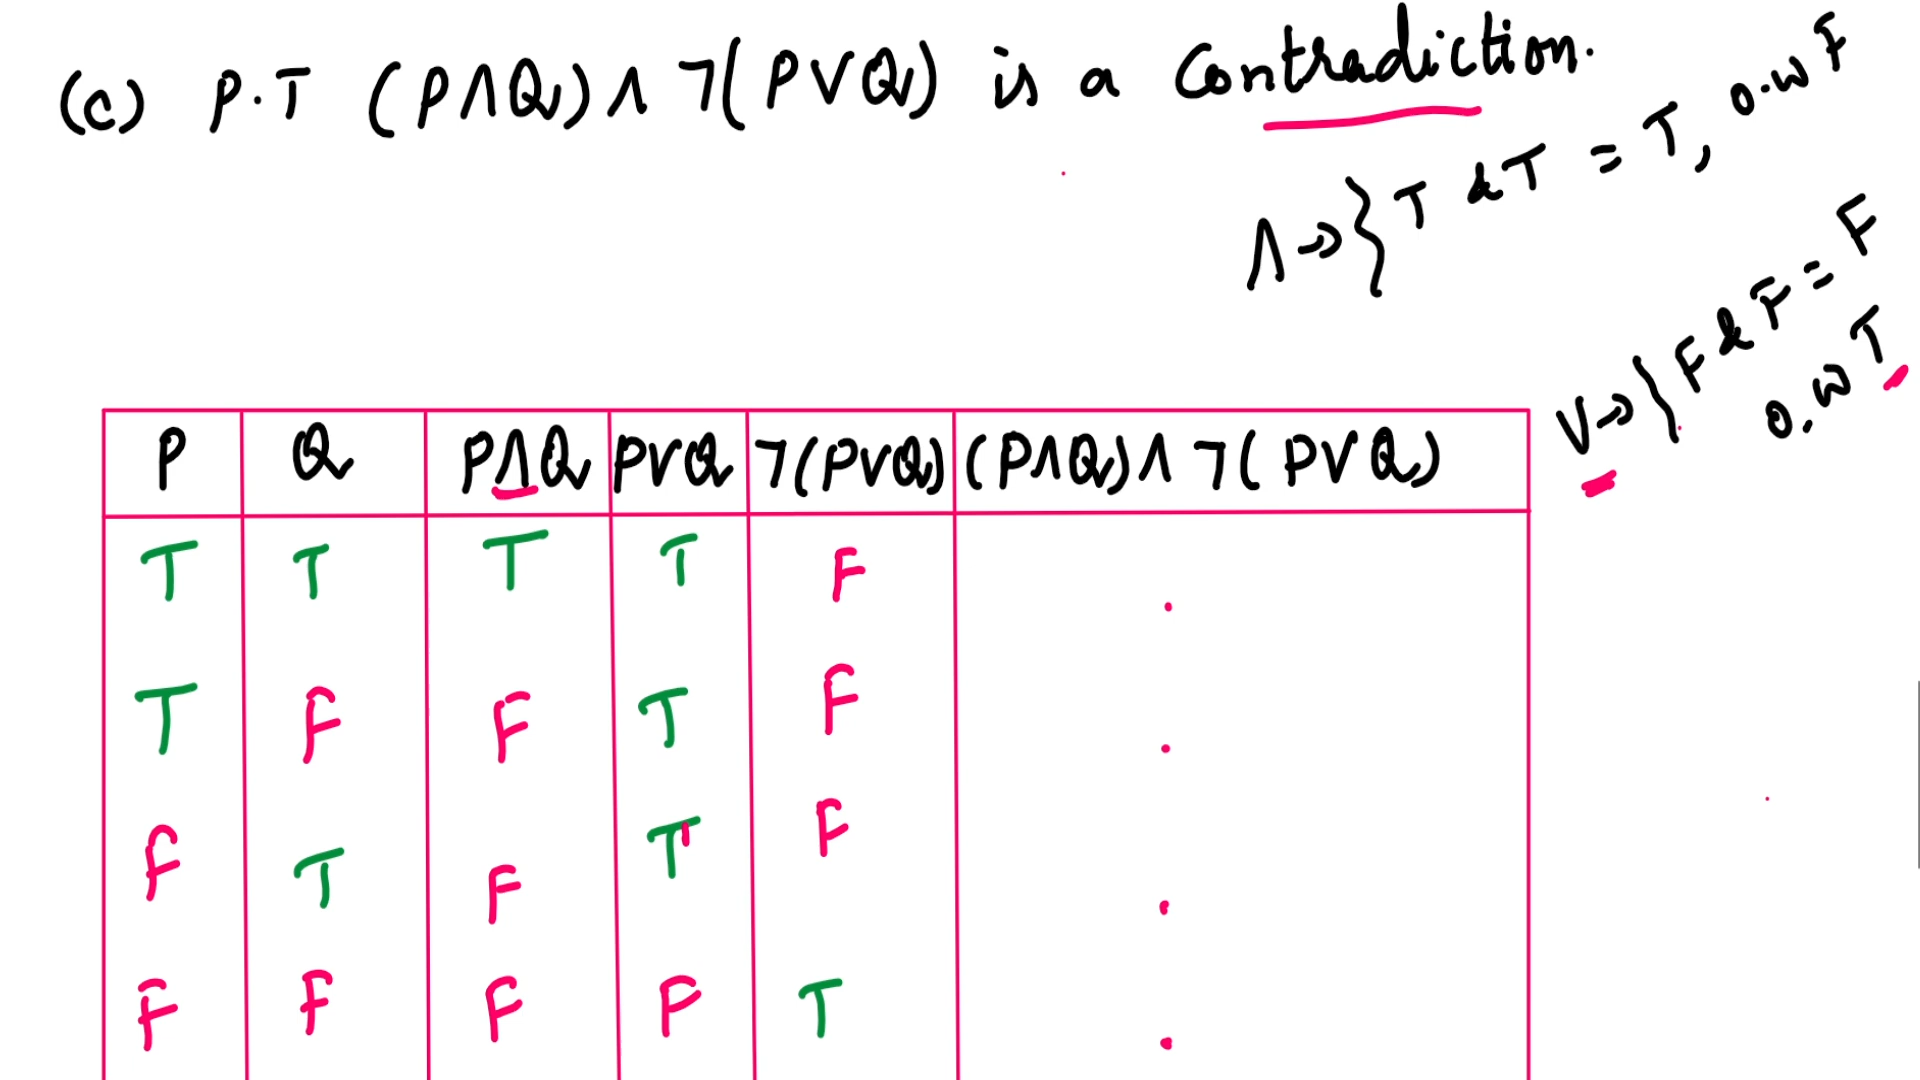 (C) P.T (P∧Q)∧ ¬(P∨Q) is a Contradiction.
∧→{ T & T = T, o.w F
∨→{ F & F = F
o.w T
P Q P∧Q P∨Q ¬(P∨Q) (P∧Q)∧ ¬(P∨Q)
T T T T F
T F F T F
F T F T F
F F F F T